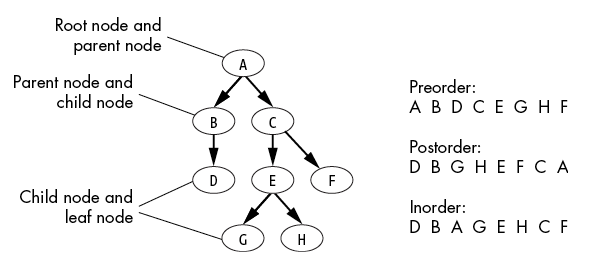 Root node and
parent node
A
Parent node and
child node
B
C
D
E
F
Child node and
leaf node
G
H
Preorder:
A B D C E G H F
Postorder:
D B G H E F C A
Inorder:
D B A G E H C F